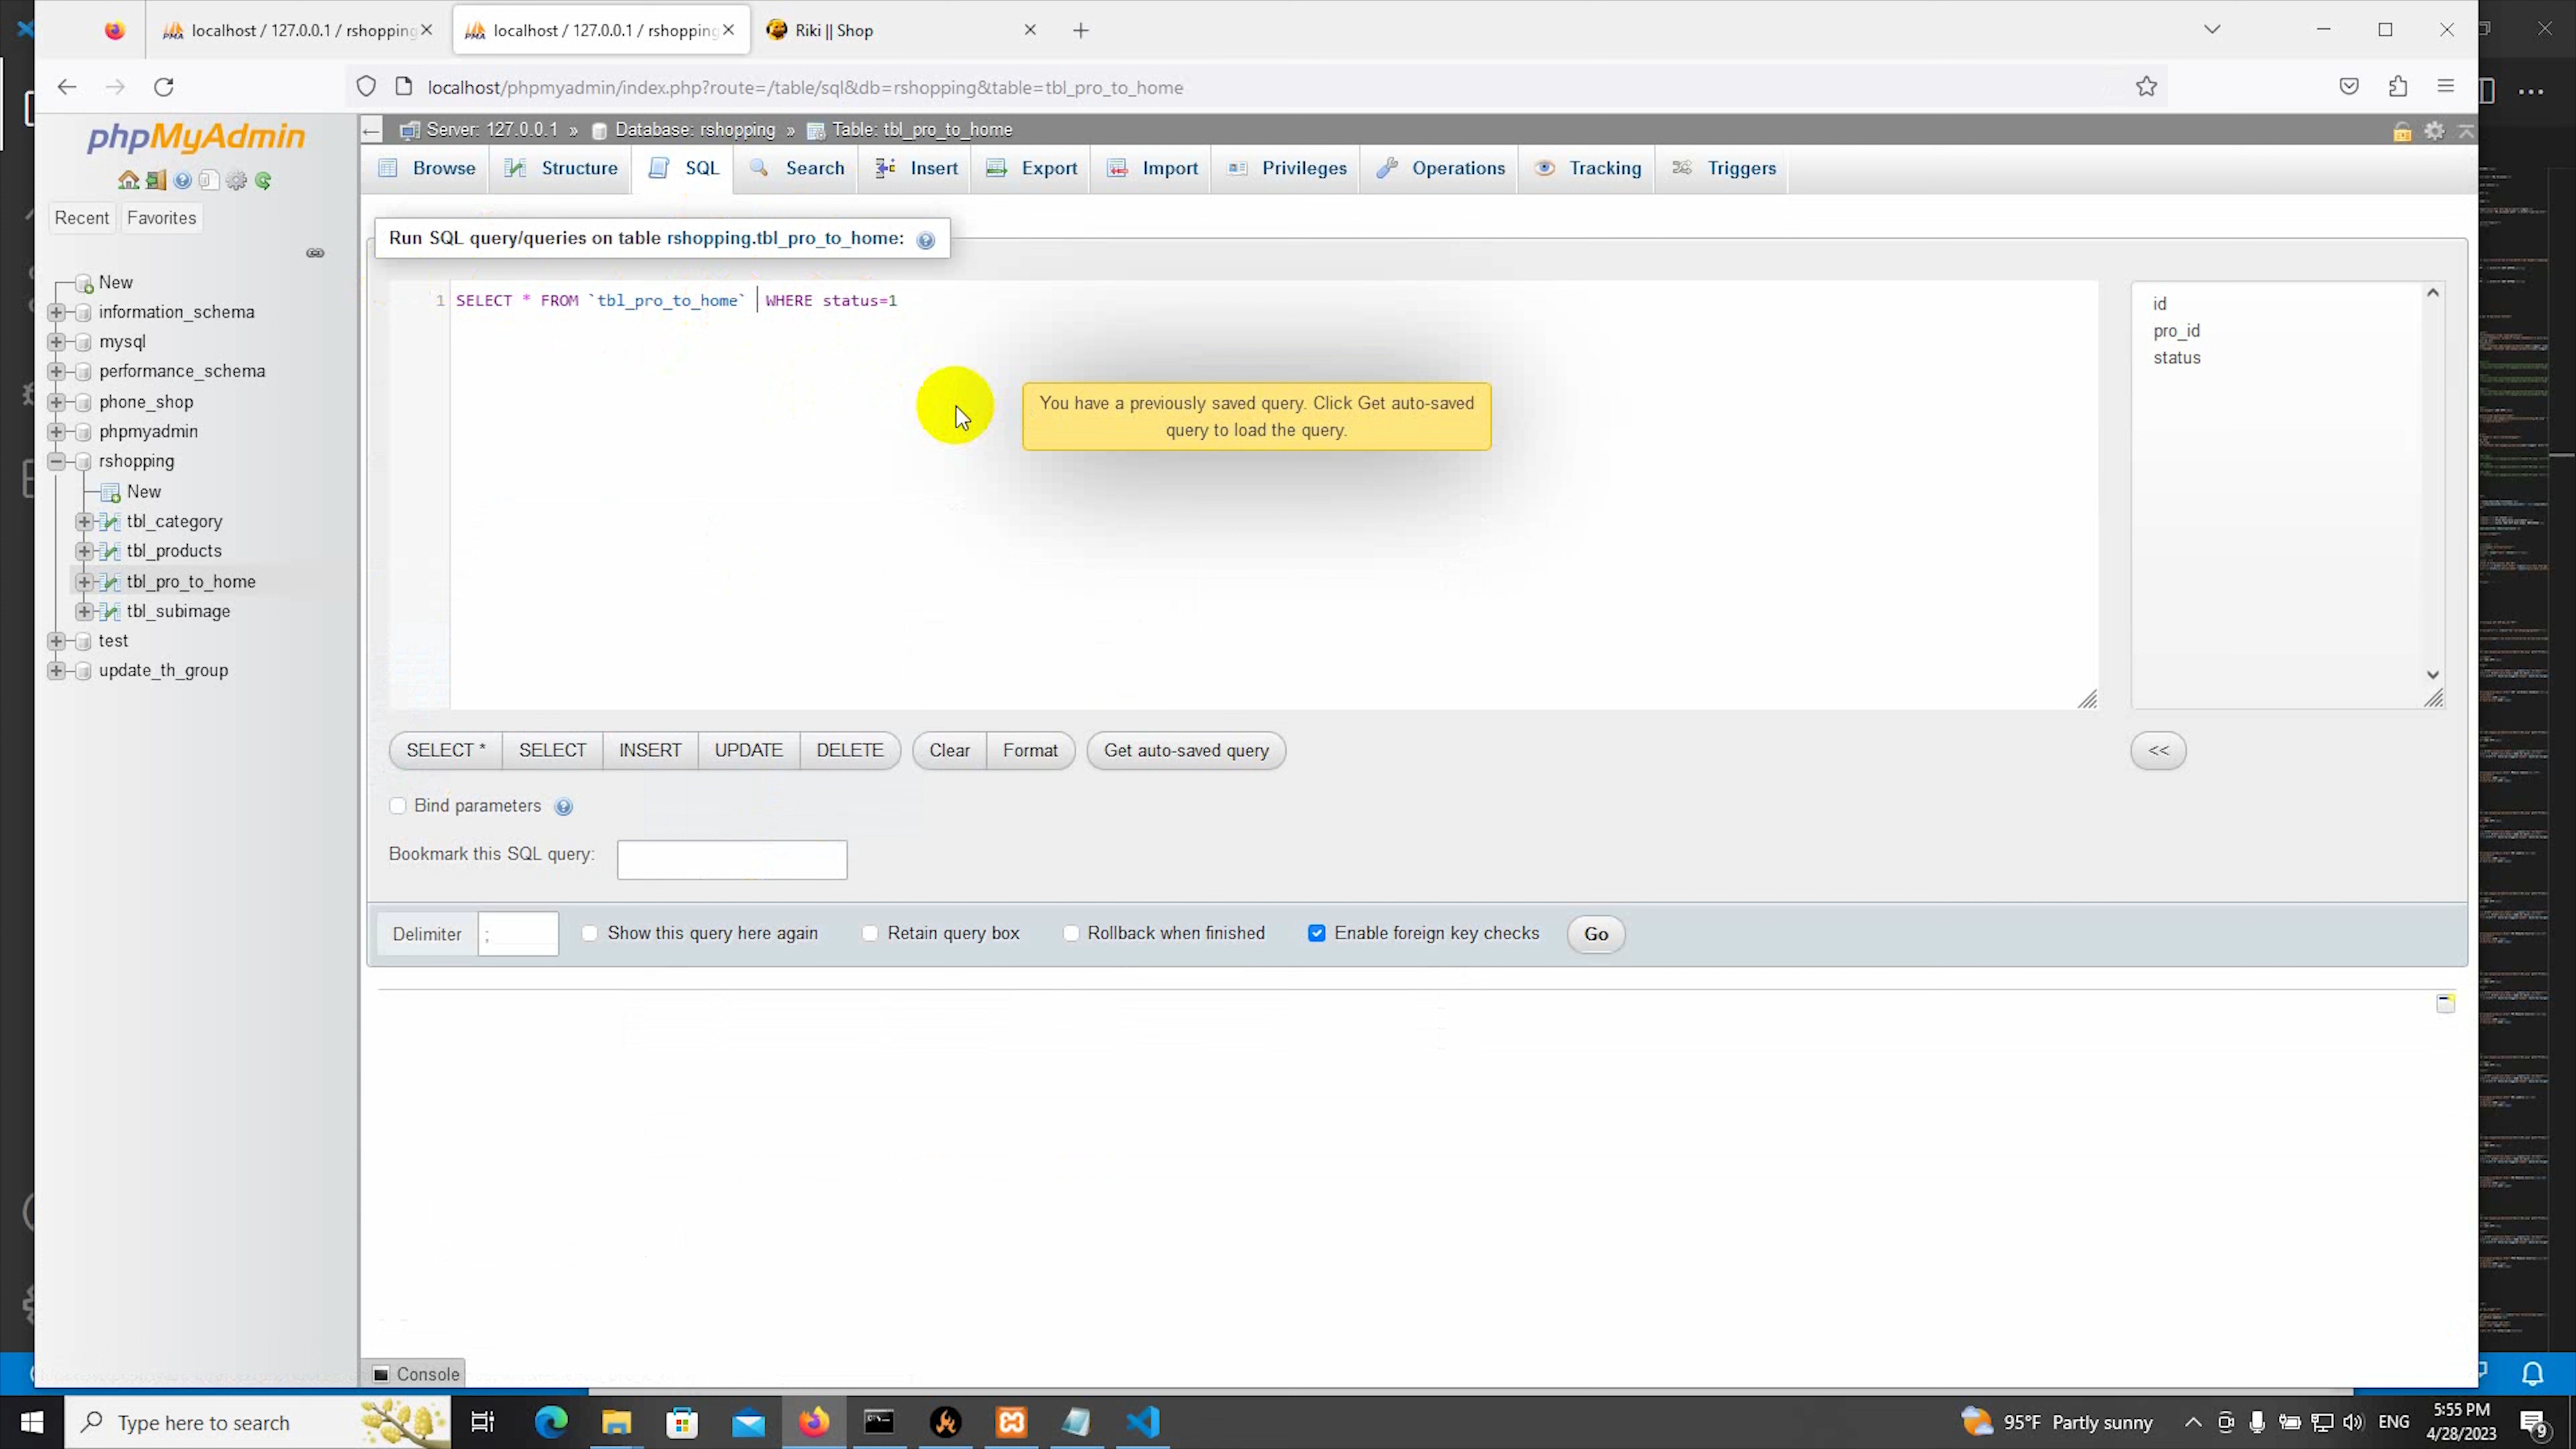 localhost / 127.0.0.1 / rshopping
localhost / 127.0.0.1 / rshopping
Riki || Shop
localhost/phpmyadmin/index.php?route=/table/sql&db=rshopping&table=tbl_pro_to_home
phpMyAdmin
Recent
Favorites
New
information_schema
mysql
performance_schema
phone_shop
phpmyadmin
rshopping
New
tbl_category
tbl_products
tbl_pro_to_home
tbl_subimage
test
update_th_group
Server: 127.0.0.1 » Database: rshopping » Table: tbl_pro_to_home
Browse
Structure
SQL
Search
Insert
Export
Import
Privileges
Operations
Tracking
Triggers
Run SQL query/queries on table rshopping.tbl_pro_to_home:
1 SELECT * FROM `tbl_pro_to_home` WHERE status=1
You have a previously saved query. Click Get auto-saved
query to load the query.
id
pro_id
status
SELECT *
SELECT
INSERT
UPDATE
DELETE
Clear
Format
Get auto-saved query
<<
Bind parameters
Bookmark this SQL query:
Delimiter ;
Show this query here again
Retain query box
Rollback when finished
Enable foreign key checks
Go
Console
Type here to search
95°F Partly sunny
ENG
5:55 PM
4/28/2023
9